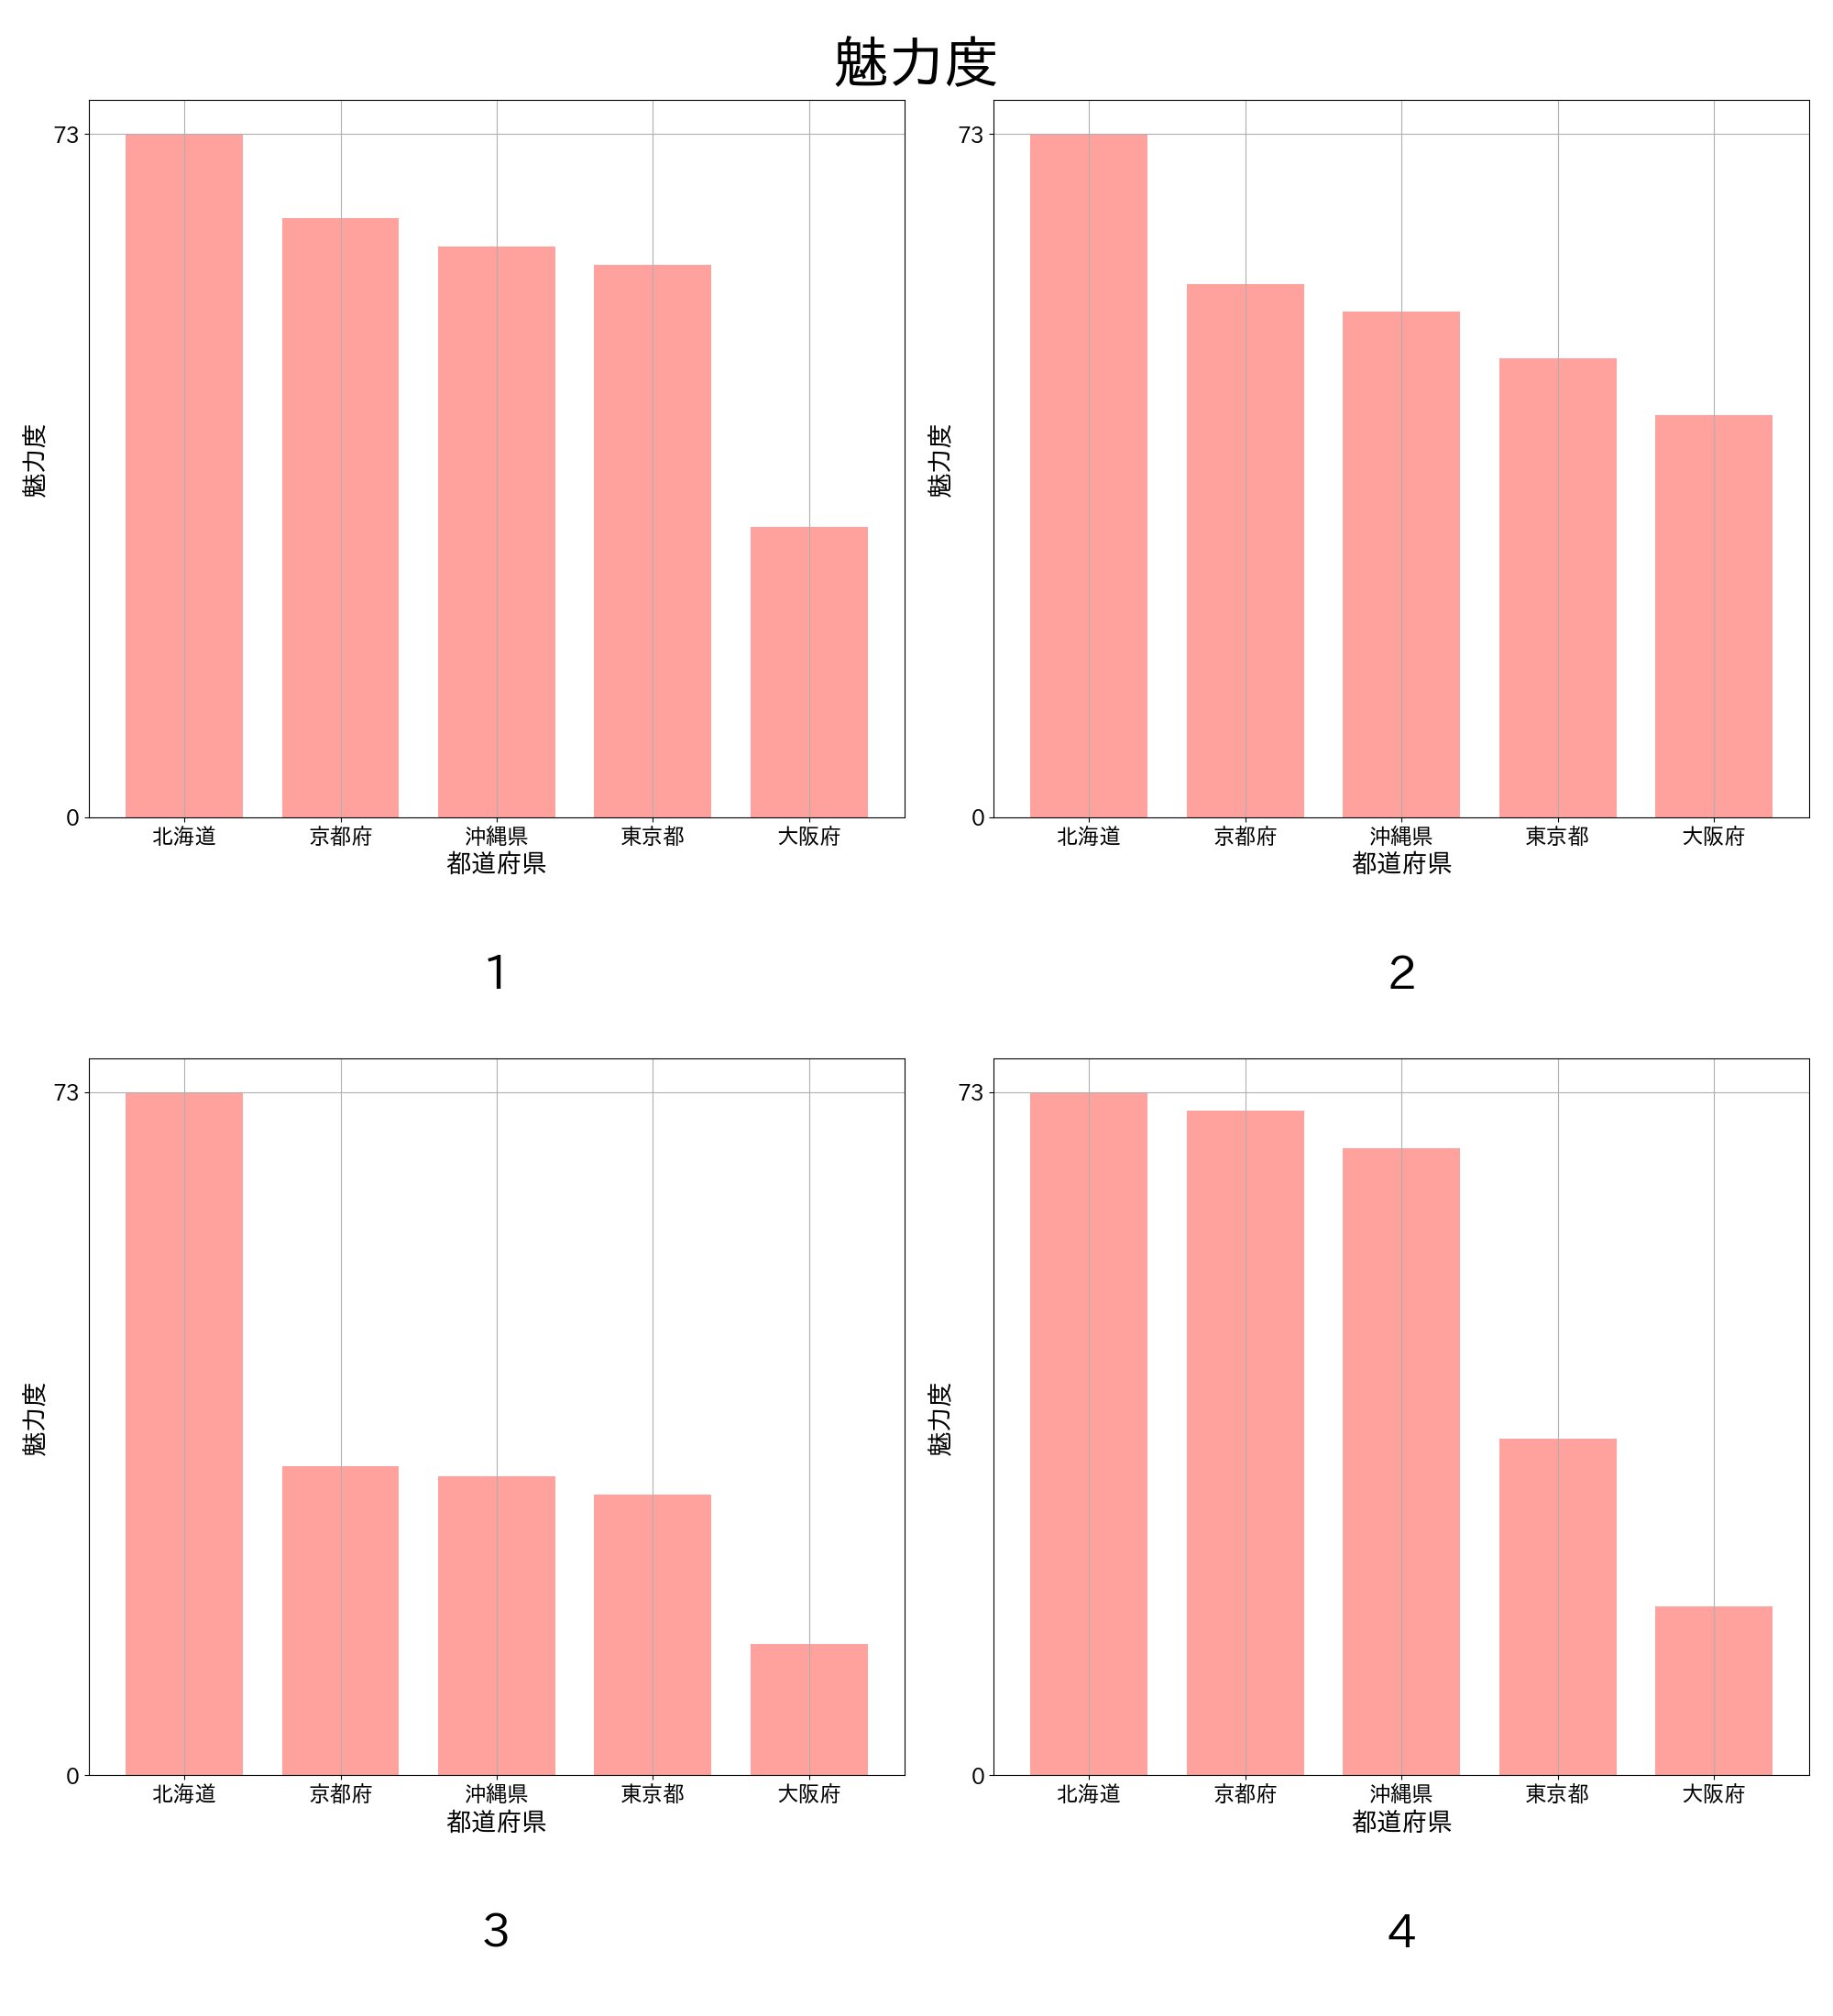 魅力度
73
0
魅力度
北海道 京都府 沖縄県 東京都 大阪府
都道府県
1
73
0
魅力度
北海道 京都府 沖縄県 東京都 大阪府
都道府県
2
73
0
魅力度
北海道 京都府 沖縄県 東京都 大阪府
都道府県
3
73
0
魅力度
北海道 京都府 沖縄県 東京都 大阪府
都道府県
4